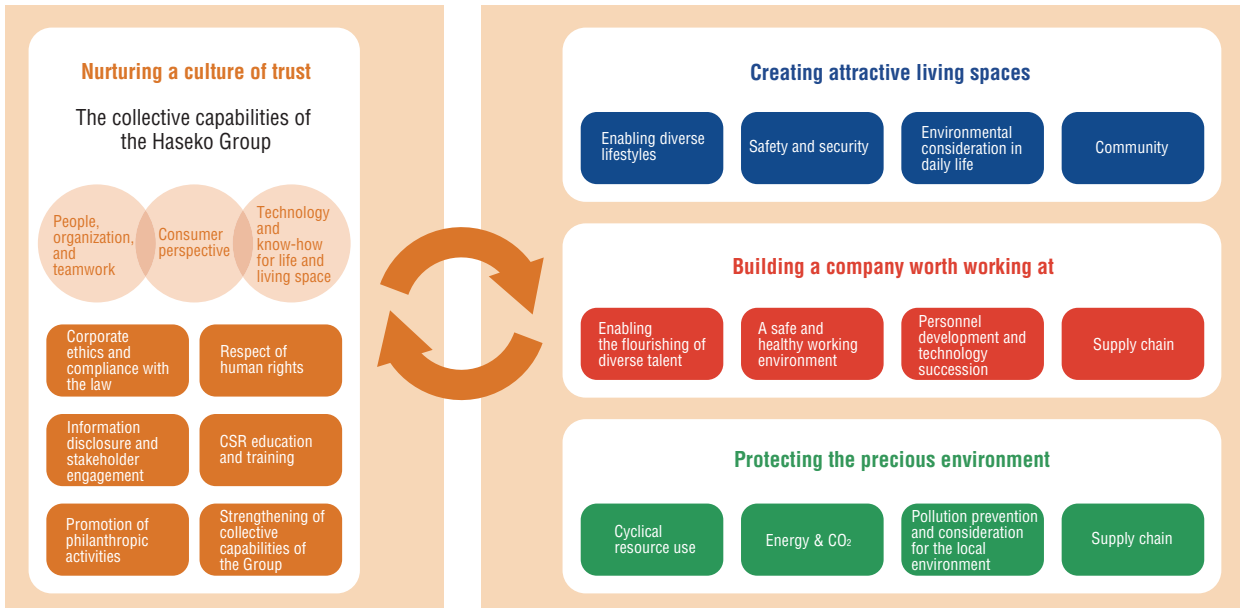 Nurturing a culture of trust
The collective capabilities of
the Haseko Group
People,
organization,
and
teamwork
Consumer
perspective
Technology
and
know-how
for life and
living space
Corporate
ethics and
compliance with
the law
Respect of
human rights
Information
disclosure and
stakeholder
engagement
CSR education
and training
Promotion of
philanthropic
activities
Strengthening of
collective
capabilities of
the Group
Creating attractive living spaces
Enabling diverse
lifestyles
Safety and security
Environmental
consideration in
daily life
Community
Building a company worth working at
Enabling
the flourishing of
diverse talent
A safe and
healthy working
environment
Personnel
development and
technology
succession
Supply chain
Protecting the precious environment
Cyclical
resource use
Energy & CO₂
Pollution prevention
and consideration
for the local
environment
Supply chain